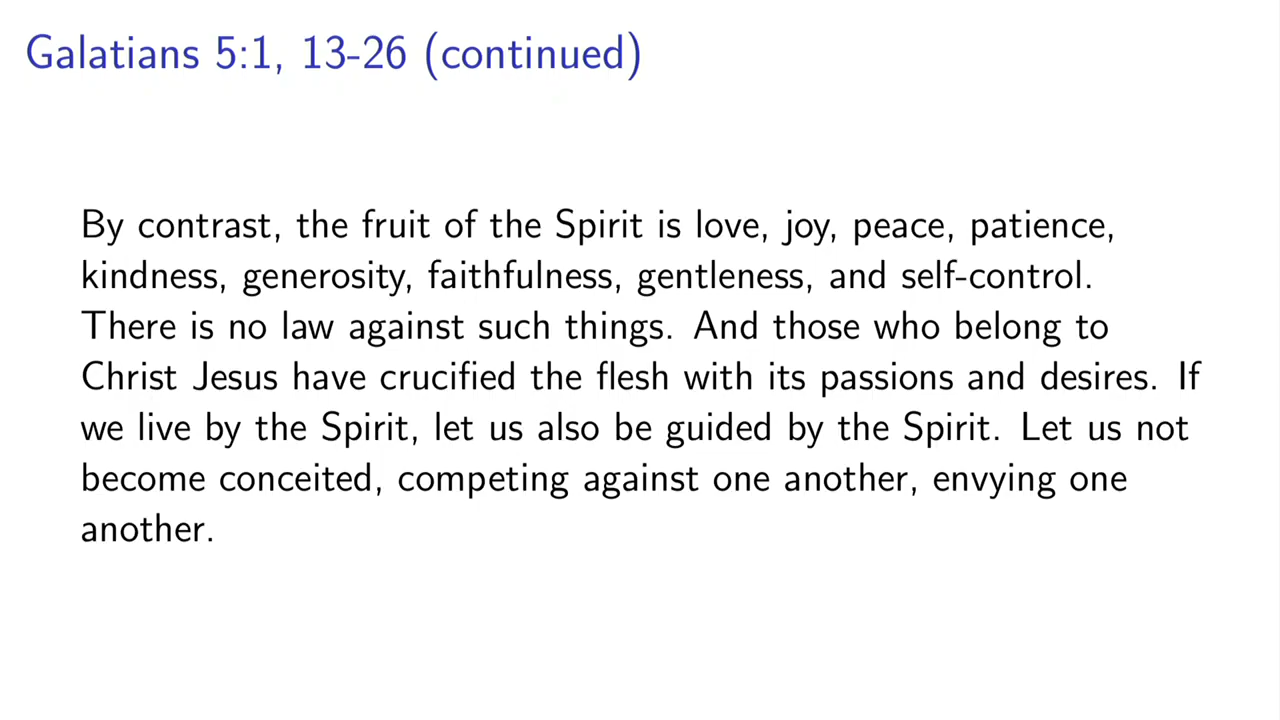 Galatians 5:1, 13-26 (continued)
By contrast, the fruit of the Spirit is love, joy, peace, patience,
kindness, generosity, faithfulness, gentleness, and self-control.
There is no law against such things. And those who belong to
Christ Jesus have crucified the flesh with its passions and desires. If
we live by the Spirit, let us also be guided by the Spirit. Let us not
become conceited, competing against one another, envying one
another.